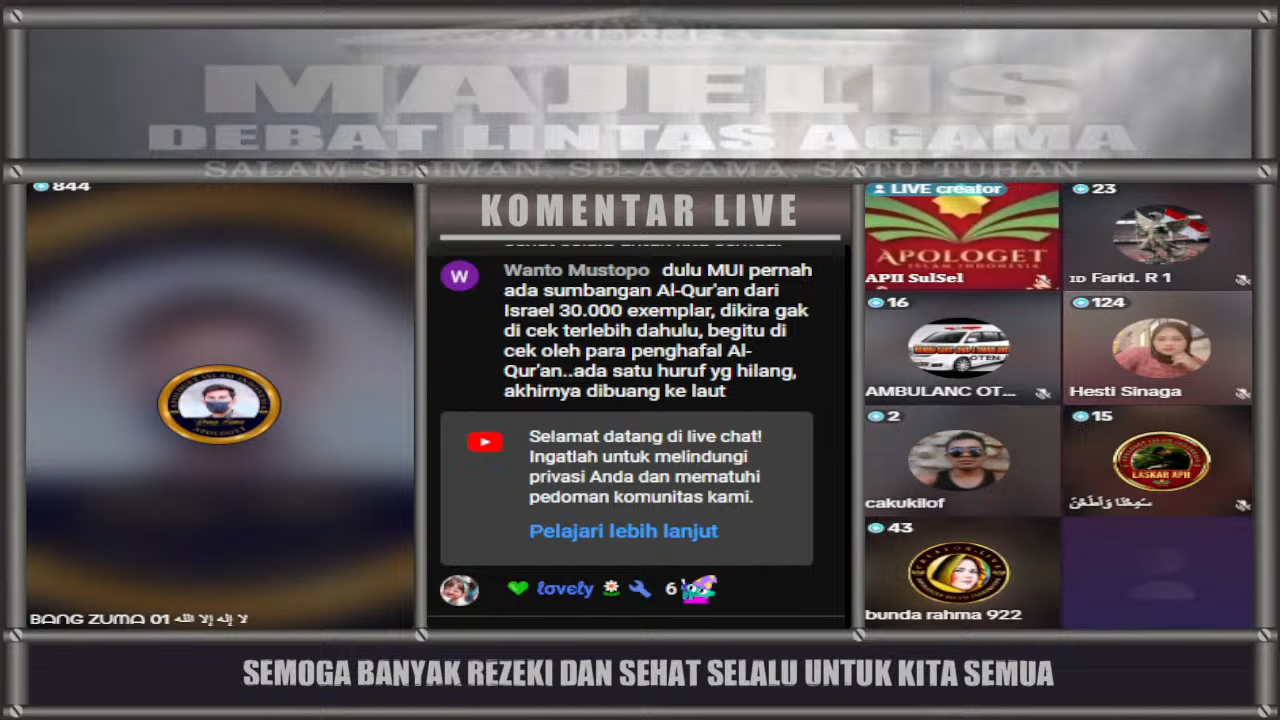 MAJELIS
DEBAT LINTAS AGAMA
SALAM SE-IMAN, SE-AGAMA, SATU TUHAN
844
BANG ZUMA 01 لا إله إلا الله
KOMENTAR LIVE
W
Wanto Mustopo dulu MUI pernah
ada sumbangan Al-Qur'an dari
Israel 30.000 exemplar, dikira gak
di cek terlebih dahulu, begitu di
cek oleh para penghafal Al-
Qur'an..ada satu huruf yg hilang,
akhirnya dibuang ke laut
Selamat datang di live chat!
Ingatlah untuk melindungi
privasi Anda dan mematuhi
pedoman komunitas kami.
Pelajari lebih lanjut
lovely 6
LIVE creator
APOLOGET
ISLAM INDONESIA
APII SulSel
23
ID Farid. R 1
16
AMBULANC OT...
124
Hesti Sinaga
2
cakukilof
15
LASKAR APII
43
bunda rahma 922
SEMOGA BANYAK REZEKI DAN SEHAT SELALU UNTUK KITA SEMUA